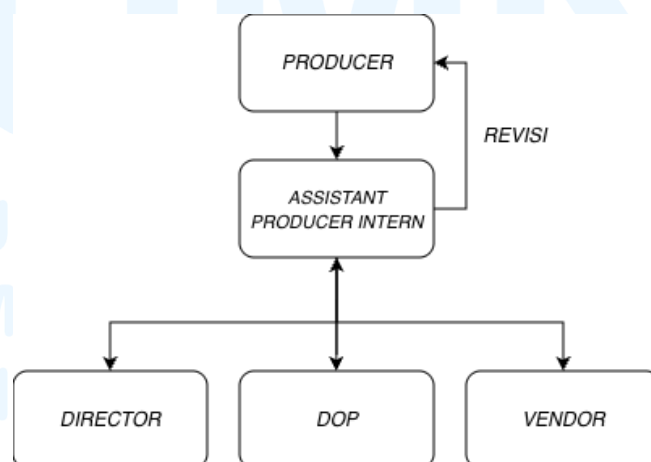 PRODUCER
REVISI
ASSISTANT
PRODUCER INTERN
DIRECTOR
DOP
VENDOR